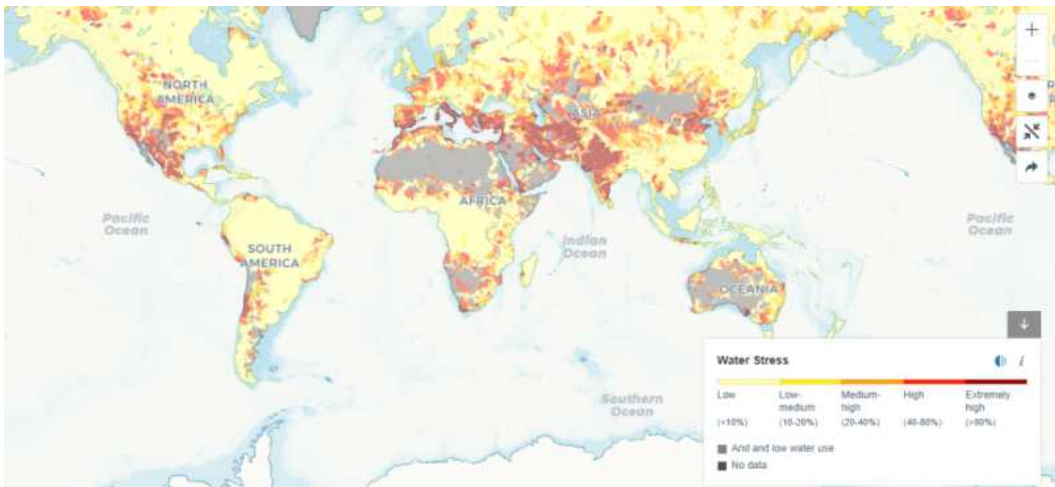 NORTH
AMERICA
ASIA
AFRICA
Pacific
Ocean
Indian
Ocean
Pacific
Ocean
SOUTH
AMERICA
OCEANIA
Southern
Ocean
Water Stress
i
Low
Low-
medium
Medium-
high
High
Extremely
high
(<10%)
(10-20%)
(20-40%)
(40-80%)
(>80%)
Arid and low water use
No data